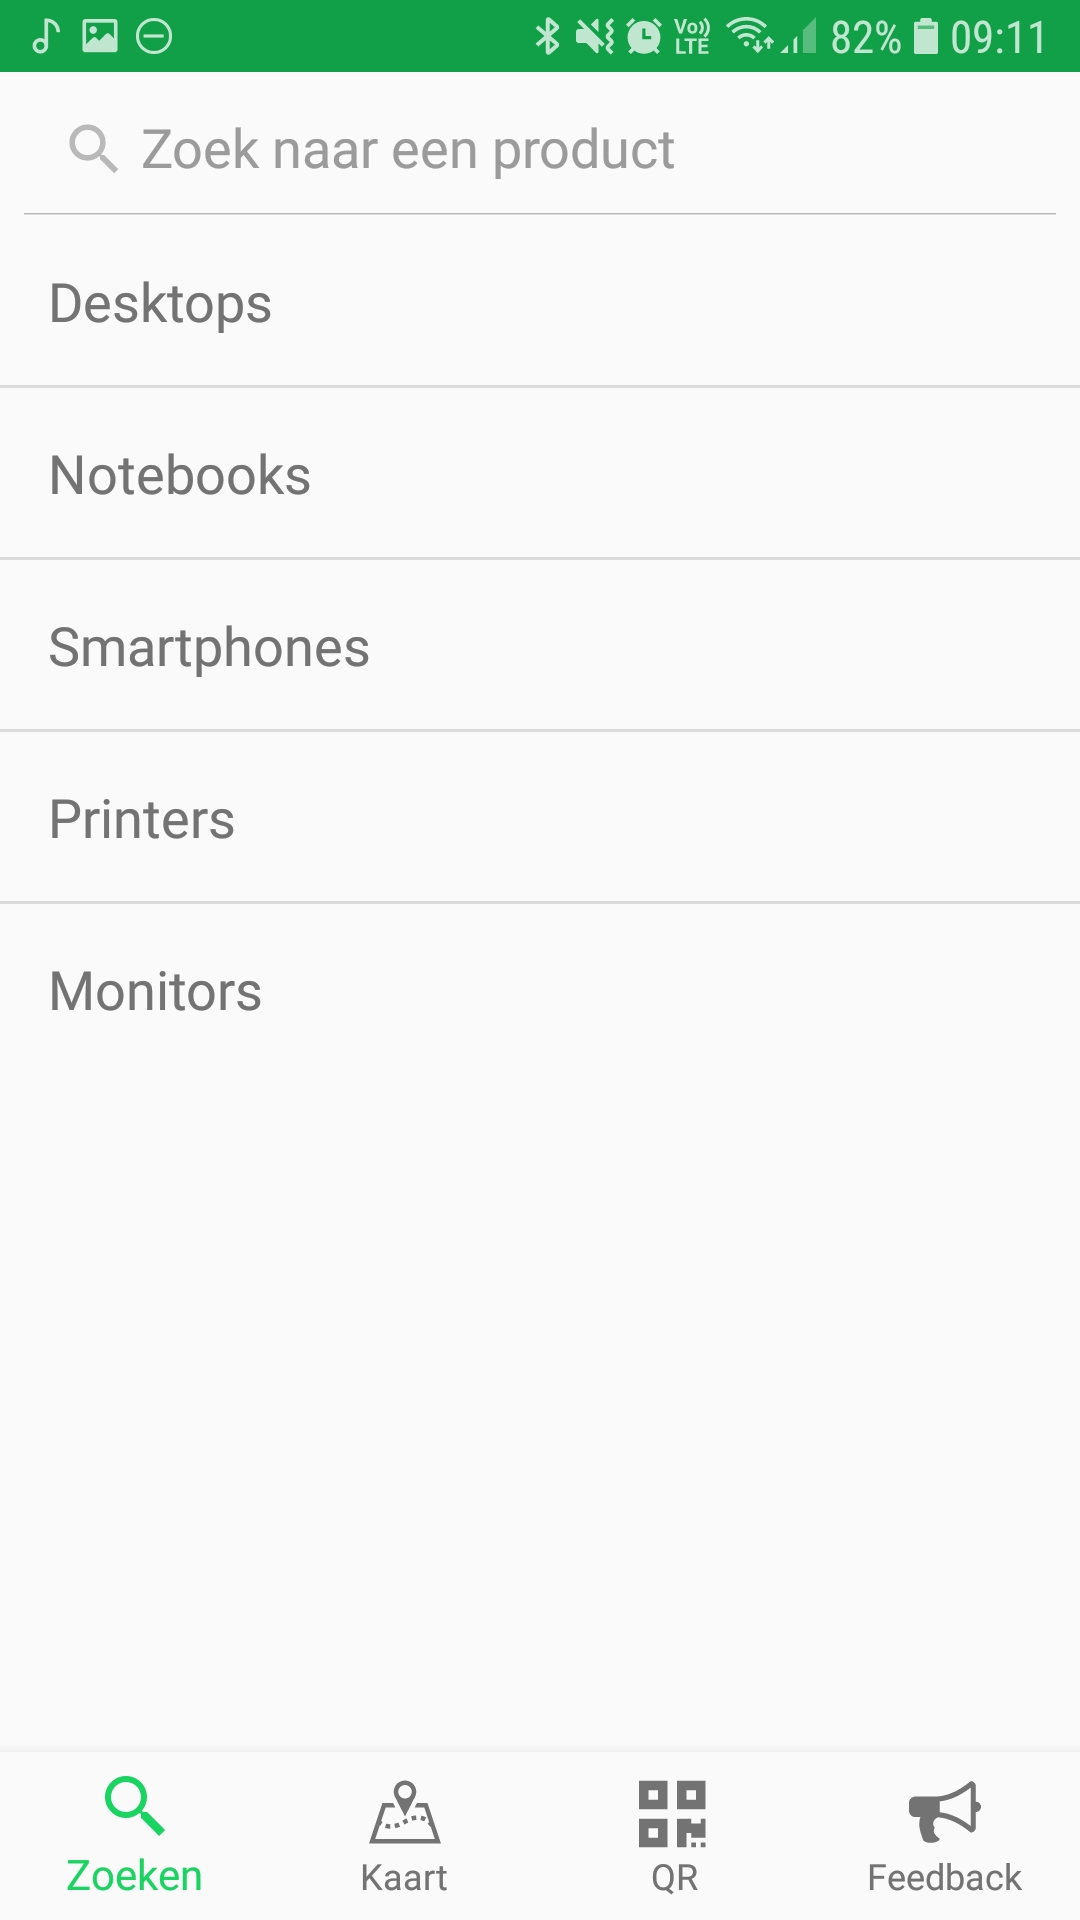 Vo)) LTE 82% 09:11
Zoek naar een product
Desktops
Notebooks
Smartphones
Printers
Monitors
Zoeken Kaart QR Feedback